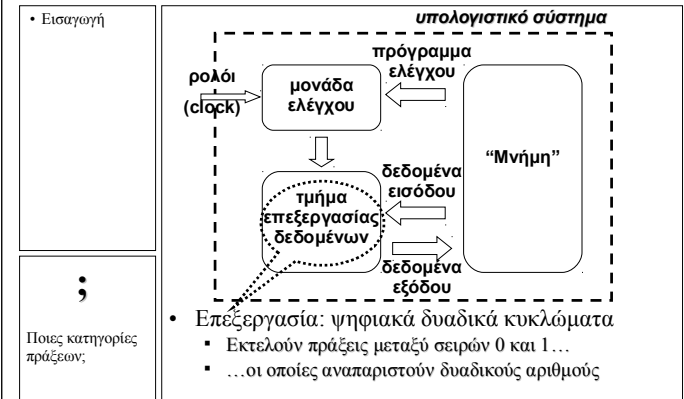 • Εισαγωγή
υπολογιστικό σύστημα
ρολόι
(clock)
μονάδα
ελέγχου
πρόγραμμα
ελέγχου
“Μνήμη”
τμήμα
επεξεργασίας
δεδομένων
δεδομένα
εισόδου
δεδομένα
εξόδου
;
Ποιες κατηγορίες
πράξεων;
• Επεξεργασία: ψηφιακά δυαδικά κυκλώματα
▪ Εκτελούν πράξεις μεταξύ σειρών 0 και 1…
▪ …οι οποίες αναπαριστούν δυαδικούς αριθμούς